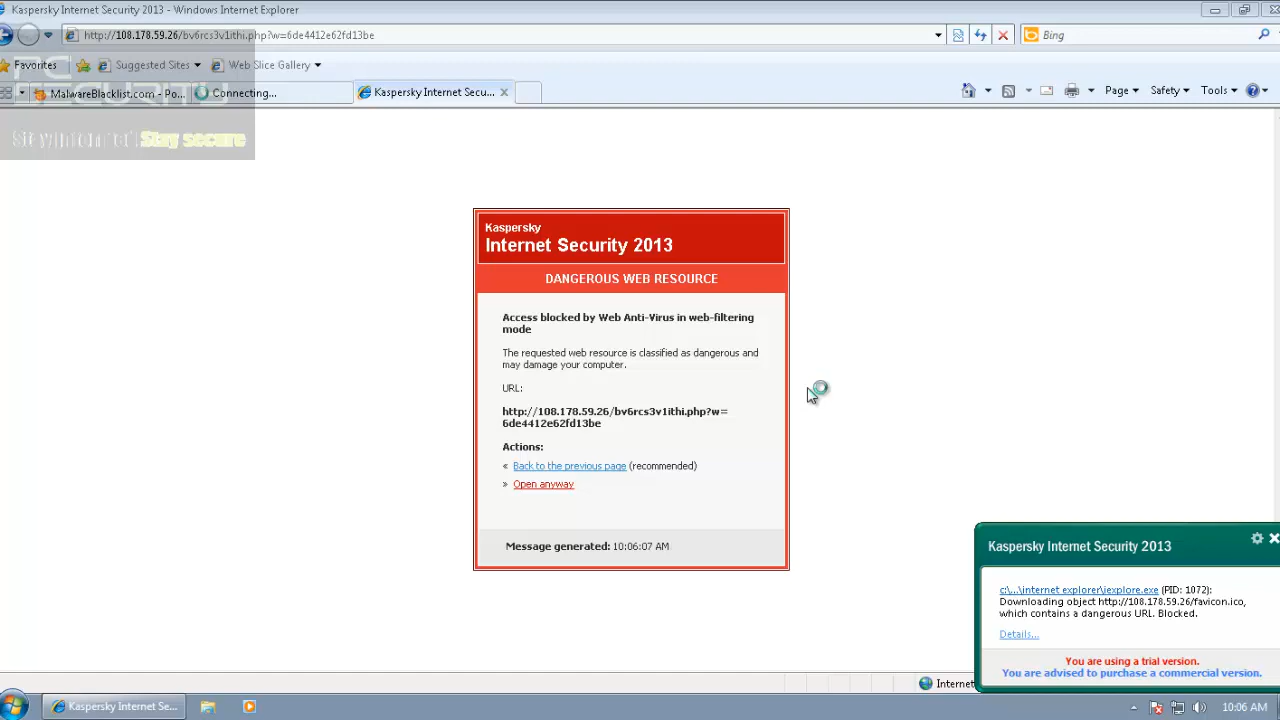 Kaspersky Internet Security 2013 - Windows Internet Explorer
http://108.178.59.26/bv6rcs3v1ithi.php?w=6de4412e62fd13be
Bing
Favorites
Suggested Sites
Web Slice Gallery
MalwareBlacklist.com - Po...
Connecting...
Kaspersky Internet Secu...
Page
Safety
Tools
PC
SECURITY
Stay informed. Stay secure
Kaspersky
Internet Security 2013
DANGEROUS WEB RESOURCE
Access blocked by Web Anti-Virus in web-filtering
mode
The requested web resource is classified as dangerous and
may damage your computer.
URL:
http://108.178.59.26/bv6rcs3v1ithi.php?w=
6de4412e62fd13be
Actions:
« Back to the previous page (recommended)
» Open anyway
Message generated: 10:06:07 AM
Kaspersky Internet Security 2013
c:\...\internet explorer\iexplore.exe (PID: 1072):
Downloading object http://108.178.59.26/favicon.ico,
which contains a dangerous URL. Blocked.
Details...
You are using a trial version.
You are advised to purchase a commercial version.
Internet
Kaspersky Internet Se...
10:06 AM